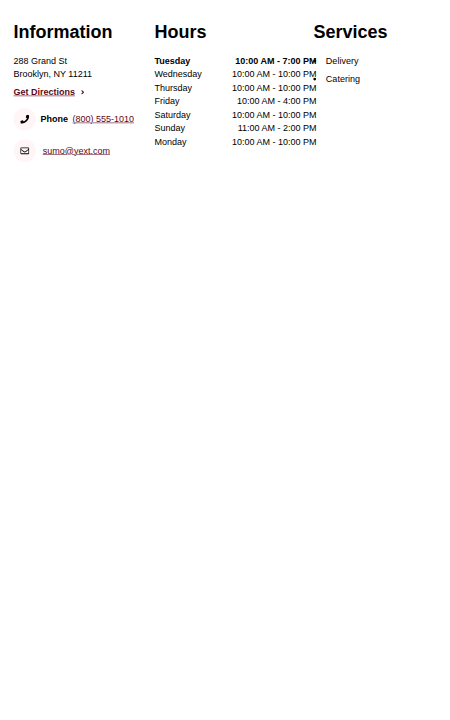 Information
288 Grand St
Brooklyn, NY 11211
Get Directions
Phone (800) 555-1010
sumo@yext.com
Hours
Tuesday 10:00 AM - 7:00 PM
Wednesday 10:00 AM - 10:00 PM
Thursday 10:00 AM - 10:00 PM
Friday 10:00 AM - 4:00 PM
Saturday 10:00 AM - 10:00 PM
Sunday 11:00 AM - 2:00 PM
Monday 10:00 AM - 10:00 PM
Services
Delivery
Catering